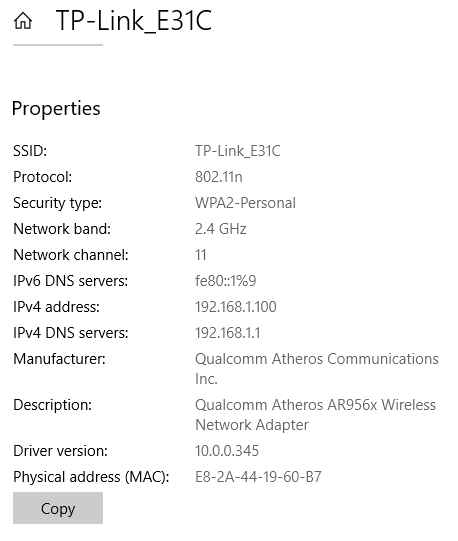 TP-Link_E31C
Properties
SSID: TP-Link_E31C
Protocol: 802.11n
Security type: WPA2-Personal
Network band: 2.4 GHz
Network channel: 11
IPv6 DNS servers: fe80::1%9
IPv4 address: 192.168.1.100
IPv4 DNS servers: 192.168.1.1
Manufacturer: Qualcomm Atheros Communications
Inc.
Description: Qualcomm Atheros AR956x Wireless
Network Adapter
Driver version: 10.0.0.345
Physical address (MAC): E8-2A-44-19-60-B7
Copy